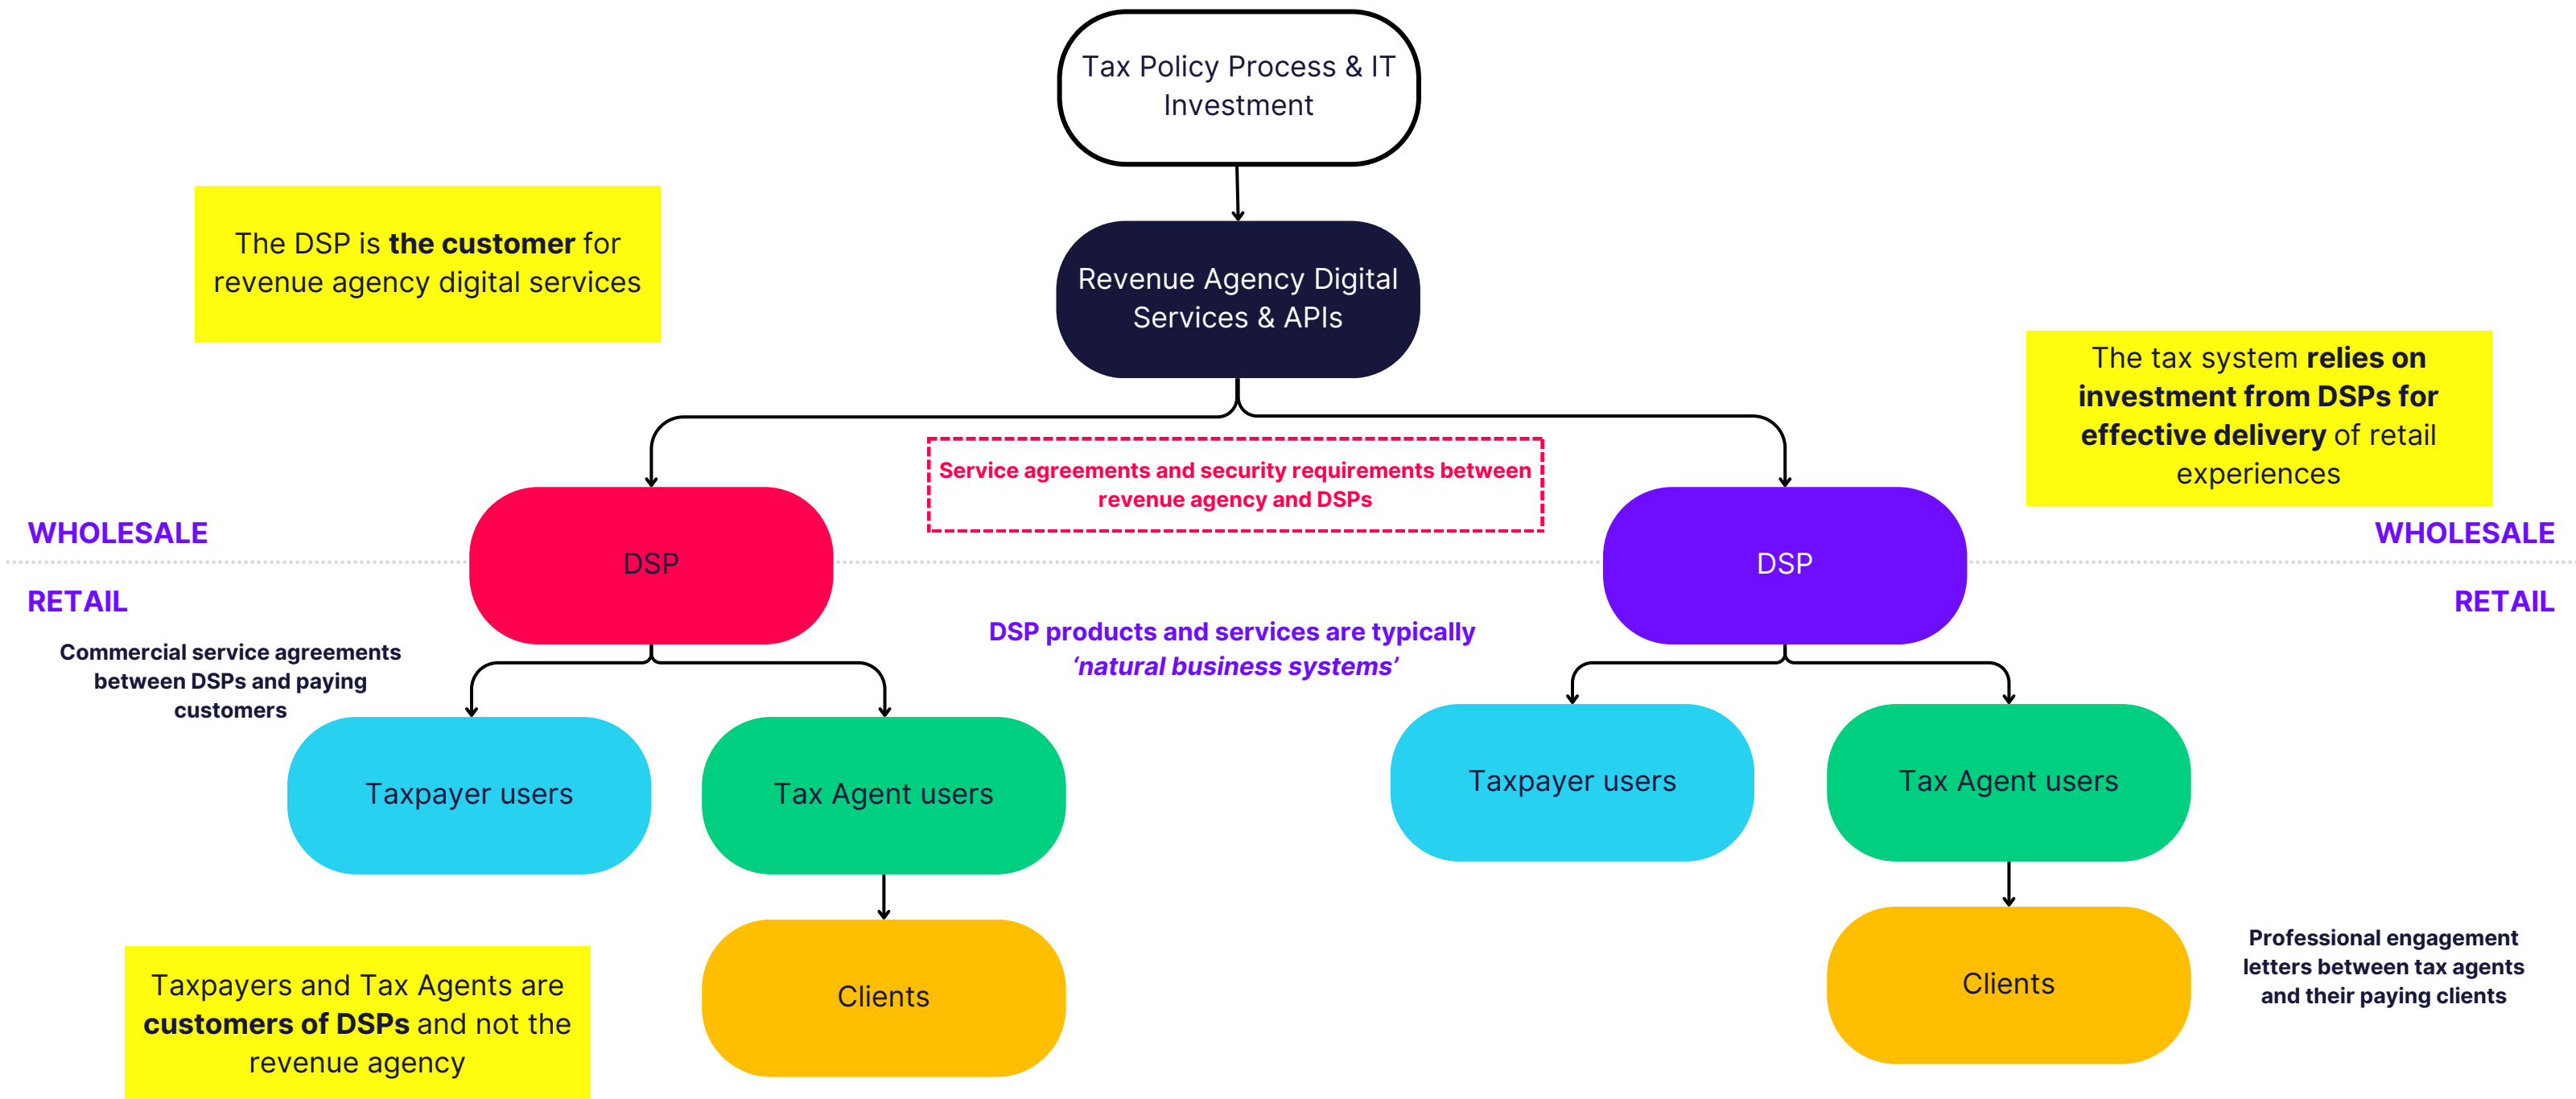 Tax Policy Process & IT
Investment
The DSP is the customer for
revenue agency digital services
Revenue Agency Digital
Services & APIs
The tax system relies on
investment from DSPs for
effective delivery of retail
experiences
Service agreements and security requirements between
revenue agency and DSPs
WHOLESALE
WHOLESALE
DSP
DSP
RETAIL
RETAIL
Commercial service agreements
between DSPs and paying
customers
DSP products and services are typically
‘natural business systems’
Taxpayer users
Tax Agent users
Taxpayer users
Tax Agent users
Taxpayers and Tax Agents are
customers of DSPs and not the
revenue agency
Clients
Clients
Professional engagement
letters between tax agents
and their paying clients